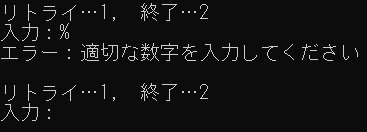 リトライ…1, 終了…2
入力：%
エラー：適切な数字を入力してください
リトライ…1, 終了…2
入力：